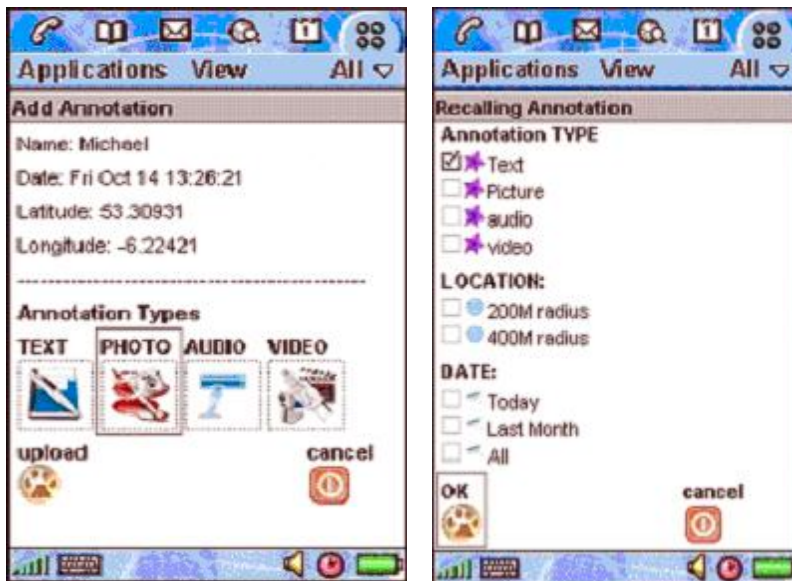 Applications View All
Add Annotation
Name: Michael
Date: Fri Oct 14 13:26:21
Latitude: 53.30931
Longitude: -6.22421
Annotation Types
TEXT PHOTO AUDIO VIDEO
upload cancel
Applications View All
Recalling Annotation
Annotation TYPE
Text
Picture
audio
video
LOCATION:
200M radius
400M radius
DATE:
Today
Last Month
All
OK cancel